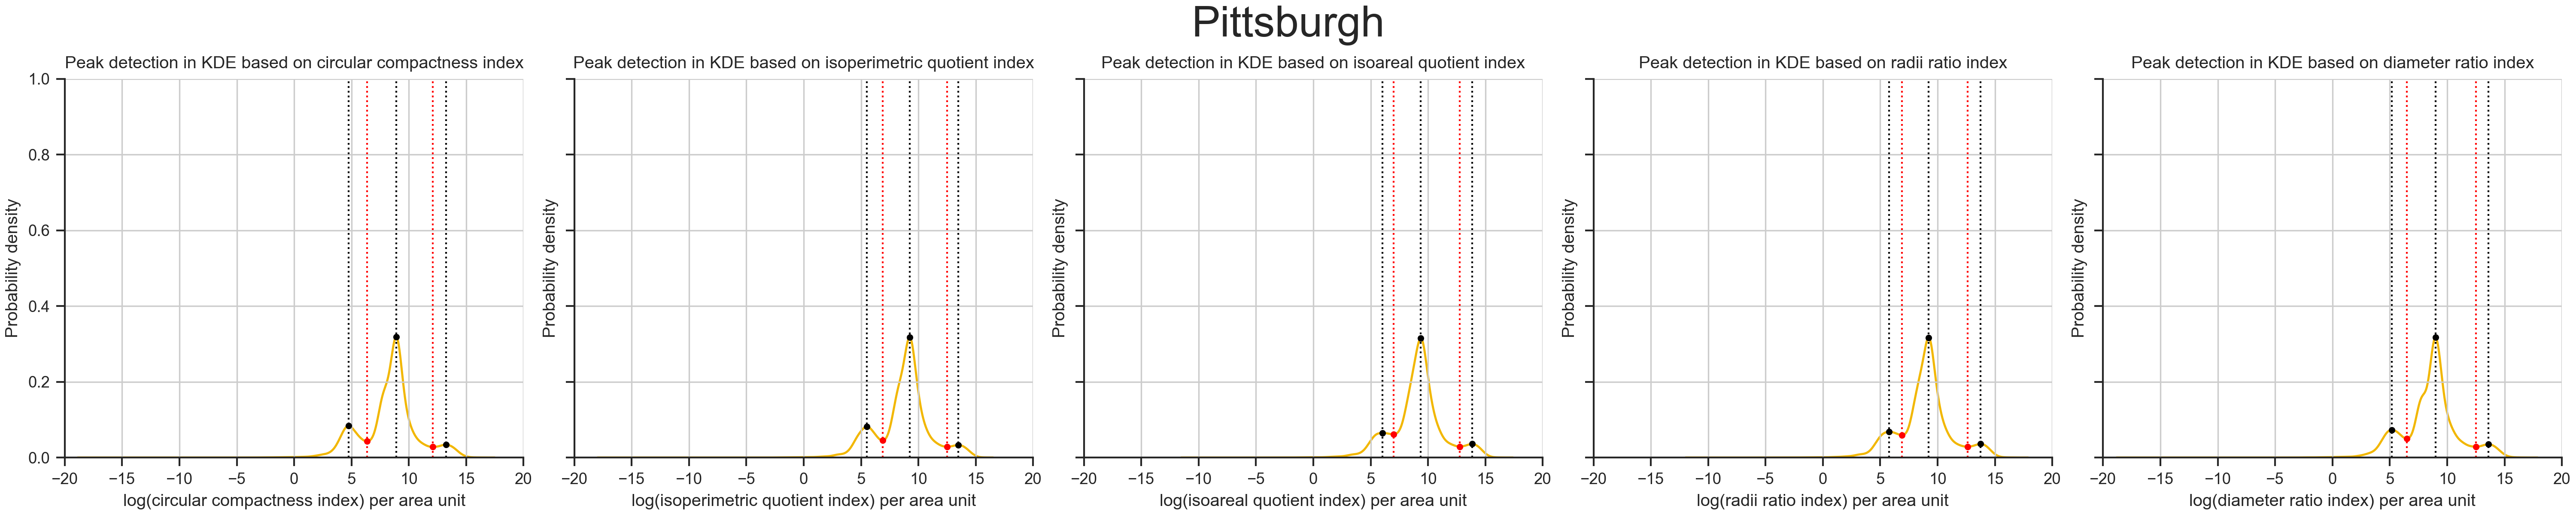 Pittsburgh
Peak detection in KDE based on circular compactness index
1.0
0.8
0.6
0.4
0.2
0.0
Probability density
−20 −15 −10 −5 0 5 10 15 20
log(circular compactness index) per area unit
Peak detection in KDE based on isoperimetric quotient index
Probability density
−20 −15 −10 −5 0 5 10 15 20
log(isoperimetric quotient index) per area unit
Peak detection in KDE based on isoareal quotient index
Probability density
−20 −15 −10 −5 0 5 10 15 20
log(isoareal quotient index) per area unit
Peak detection in KDE based on radii ratio index
Probability density
−20 −15 −10 −5 0 5 10 15 20
log(radii ratio index) per area unit
Peak detection in KDE based on diameter ratio index
Probability density
−20 −15 −10 −5 0 5 10 15 20
log(diameter ratio index) per area unit